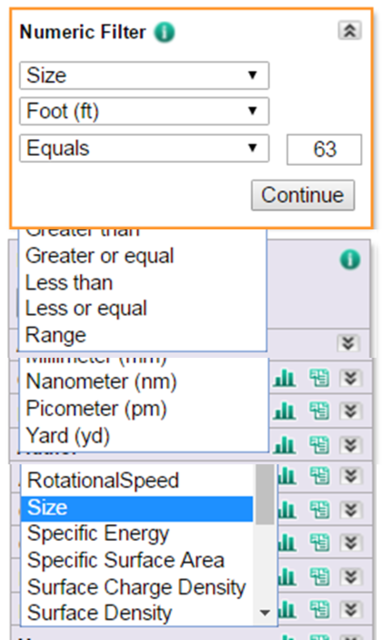 Numeric Filter
Size
Foot (ft)
Equals
63
Continue
Greater than
Greater or equal
Less than
Less or equal
Range
Millimeter (mm)
Nanometer (nm)
Picometer (pm)
Yard (yd)
RotationalSpeed
Size
Specific Energy
Specific Surface Area
Surface Charge Density
Surface Density